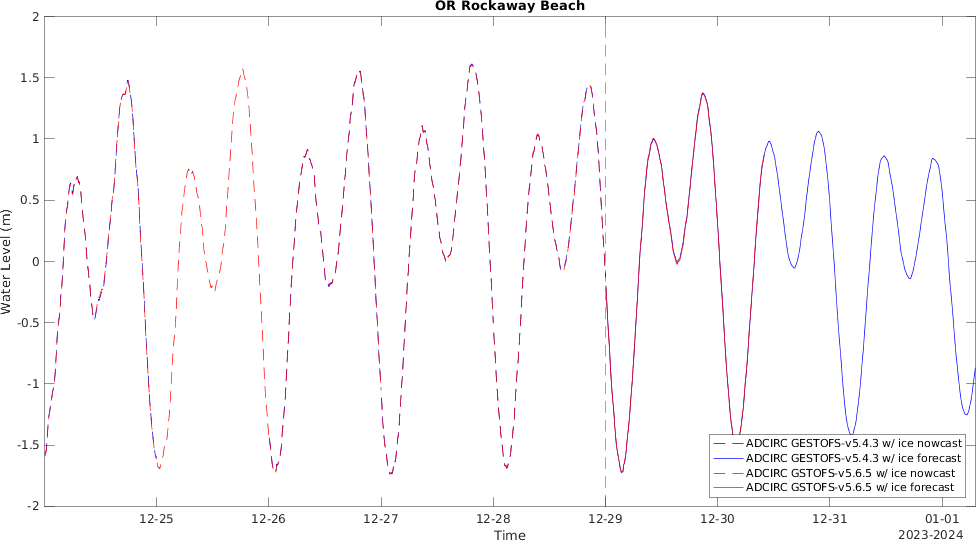 OR Rockaway Beach
2
1.5
1
0.5
0
-0.5
-1
-1.5
-2
Water Level (m)
ADCIRC GESTOFS-v5.4.3 w/ ice nowcast
ADCIRC GESTOFS-v5.4.3 w/ ice forecast
ADCIRC GSTOFS-v5.6.5 w/ ice nowcast
ADCIRC GSTOFS-v5.6.5 w/ ice forecast
12-25 12-26 12-27 12-28 12-29 12-30 12-31 01-01
Time
2023-2024